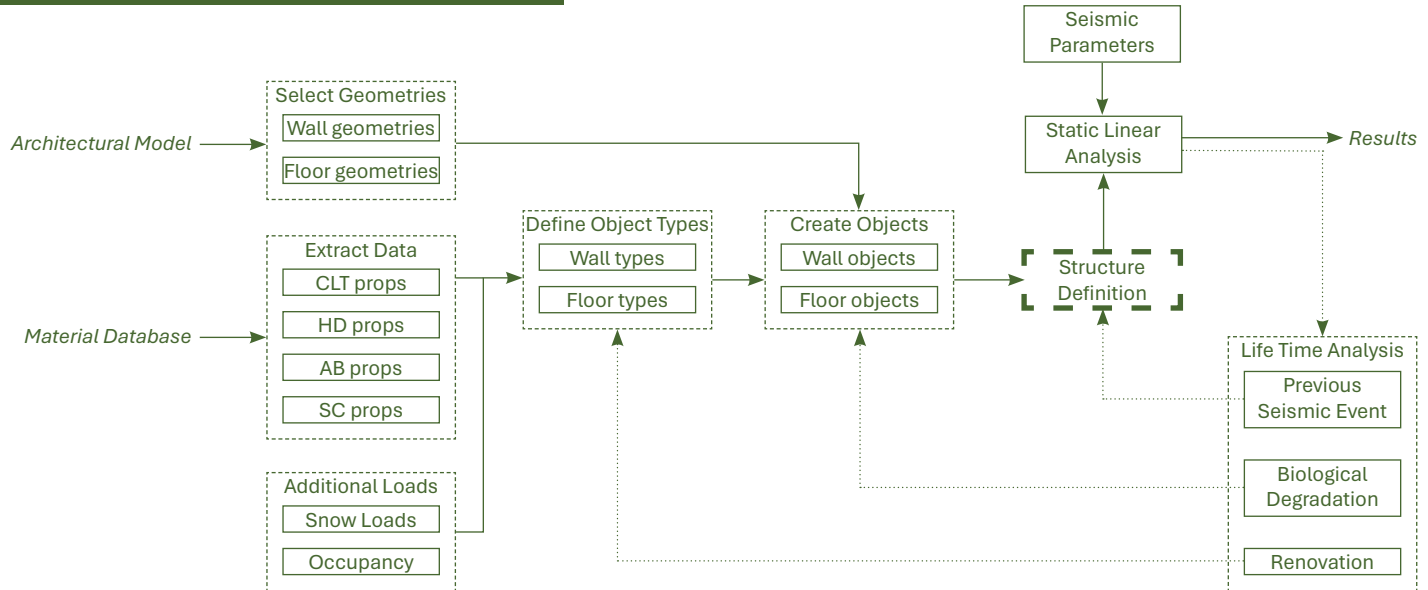 Seismic
Parameters
Select Geometries
Wall geometries
Floor geometries
Architectural Model
Static Linear
Analysis
Results
Extract Data
CLT props
HD props
AB props
SC props
Material Database
Define Object Types
Wall types
Floor types
Create Objects
Wall objects
Floor objects
Structure
Definition
Life Time Analysis
Previous
Seismic Event
Biological
Degradation
Renovation
Additional Loads
Snow Loads
Occupancy